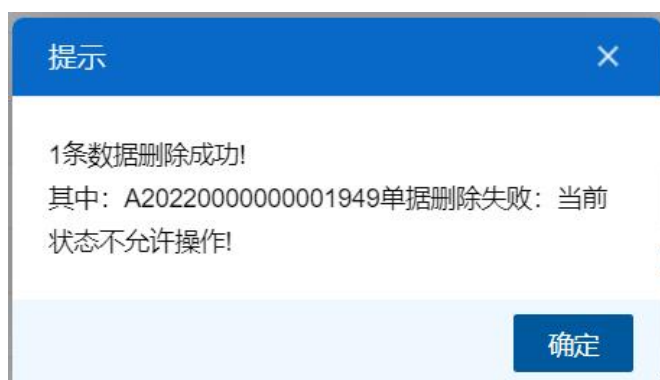 提示
1条数据删除成功!
其中：A20220000000001949单据删除失败：当前
状态不允许操作!
确定